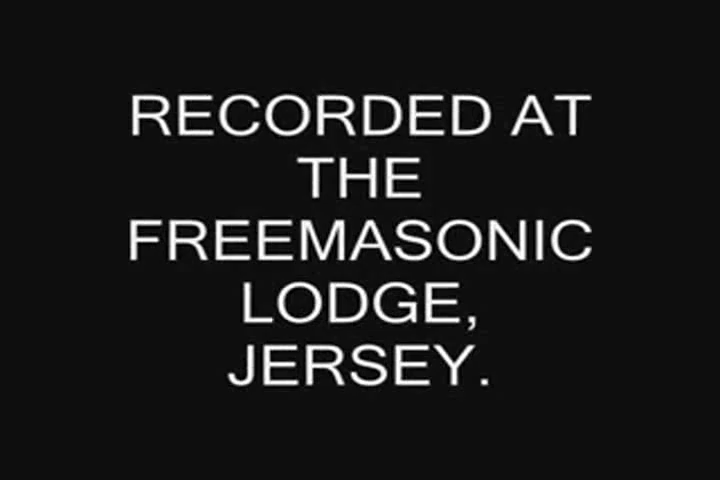 RECORDED AT
THE
FREEMASONIC
LODGE,
JERSEY.